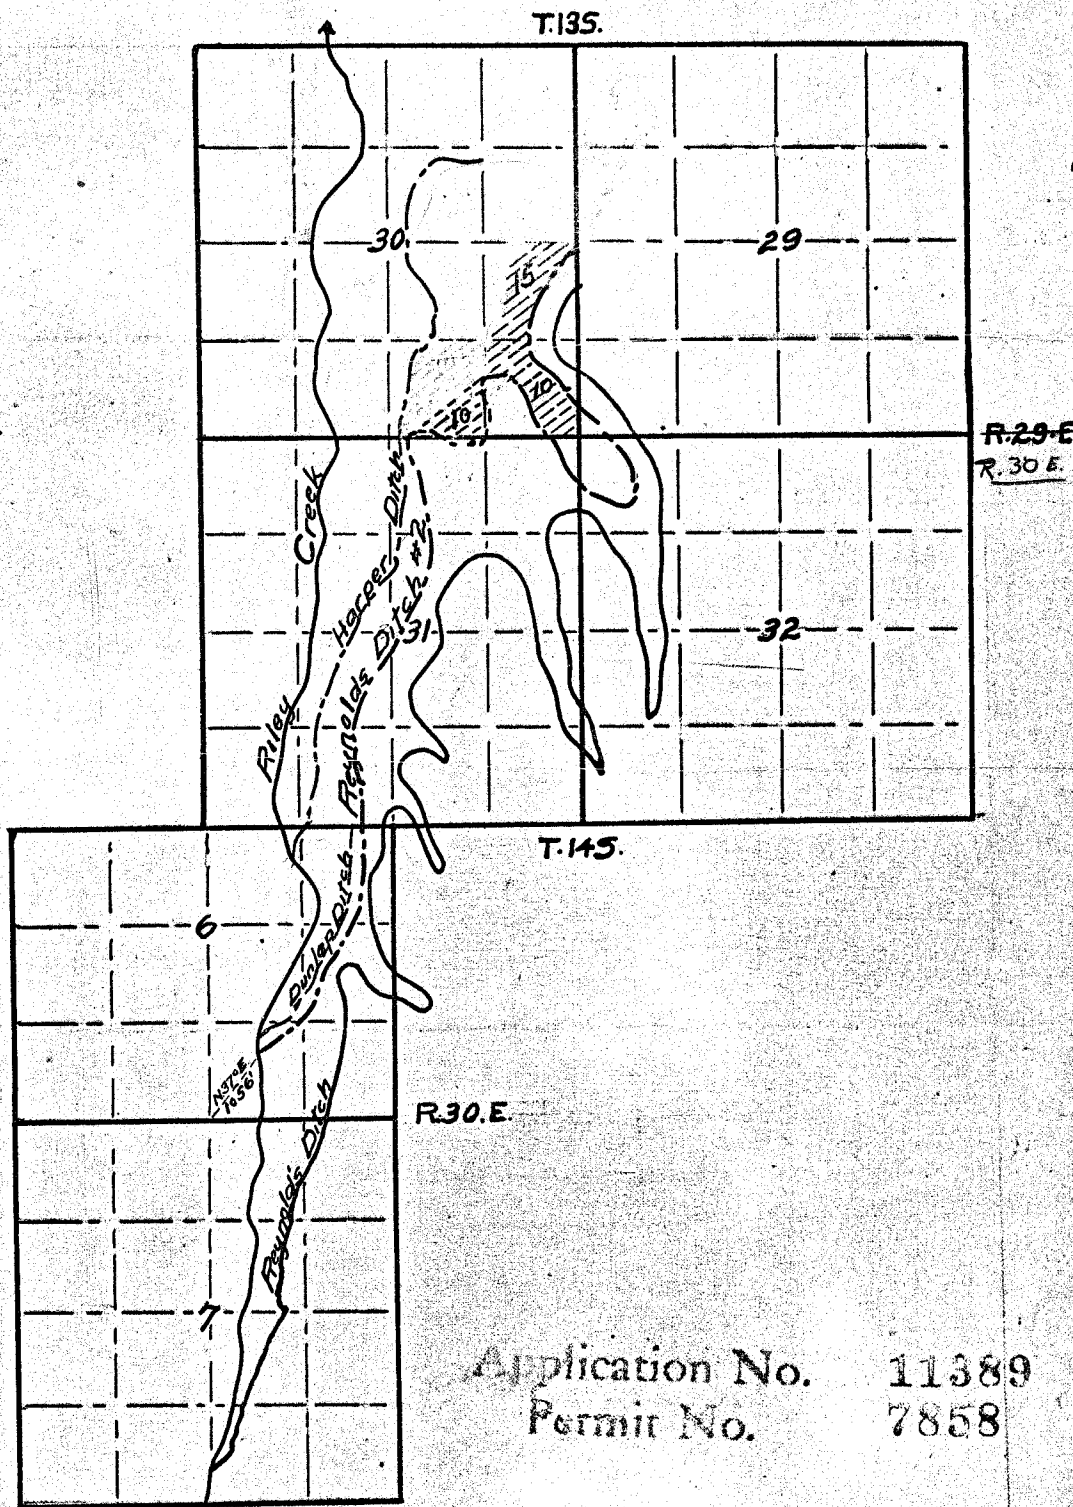 T.13S.
30
29
15
10
10
R.29.E
R. 30 E.
Creek
Harper Ditch
Reynolds Ditch #2
31
32
Riley
T.14S.
6
Dunlap Ditch
N37°E
1056'
R.30.E.
Reynolds Ditch
7
Application No. 11389
Permit No. 7858